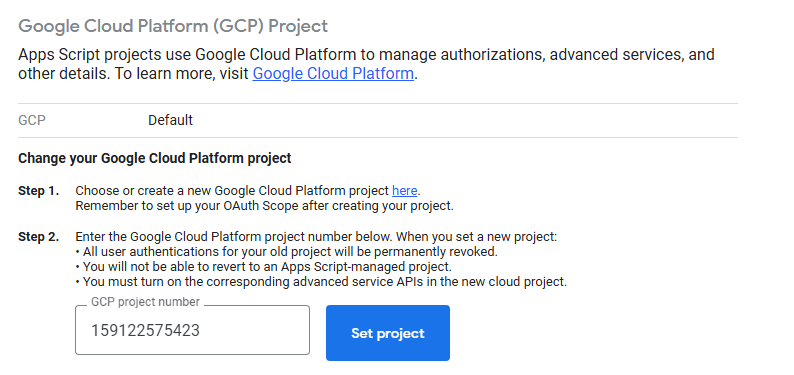 Google Cloud Platform (GCP) Project
Apps Script projects use Google Cloud Platform to manage authorizations, advanced services, and
other details. To learn more, visit Google Cloud Platform.
GCP Default
Change your Google Cloud Platform project
Step 1. Choose or create a new Google Cloud Platform project here.
Remember to set up your OAuth Scope after creating your project.
Step 2. Enter the Google Cloud Platform project number below. When you set a new project:
• All user authentications for your old project will be permanently revoked.
• You will not be able to revert to an Apps Script-managed project.
• You must turn on the corresponding advanced service APIs in the new cloud project.
GCP project number
159122575423 Set project